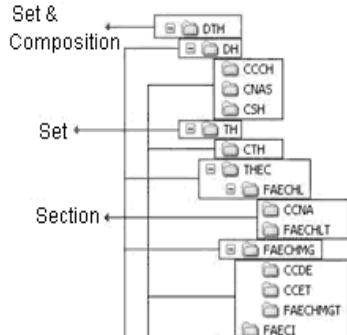 Set &
Composition
DTH
DH
CCCH
CNAS
CSH
Set
TH
CTH
THEC
FAECHL
Section
CCNA
FAECHLT
FAECHMG
CCDE
CCET
FAECHMGT
FAECI